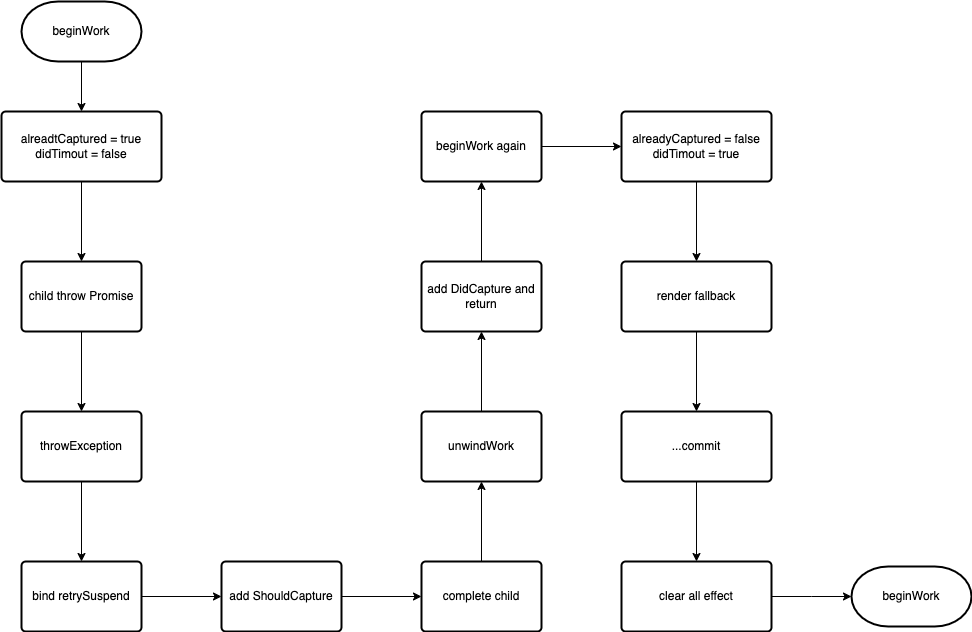 beginWork
alreadtCaptured = true
didTimout = false
child throw Promise
throwException
bind retrySuspend
add ShouldCapture
complete child
unwindWork
add DidCapture and
return
beginWork again
alreadyCaptured = false
didTimout = true
render fallback
...commit
clear all effect
beginWork